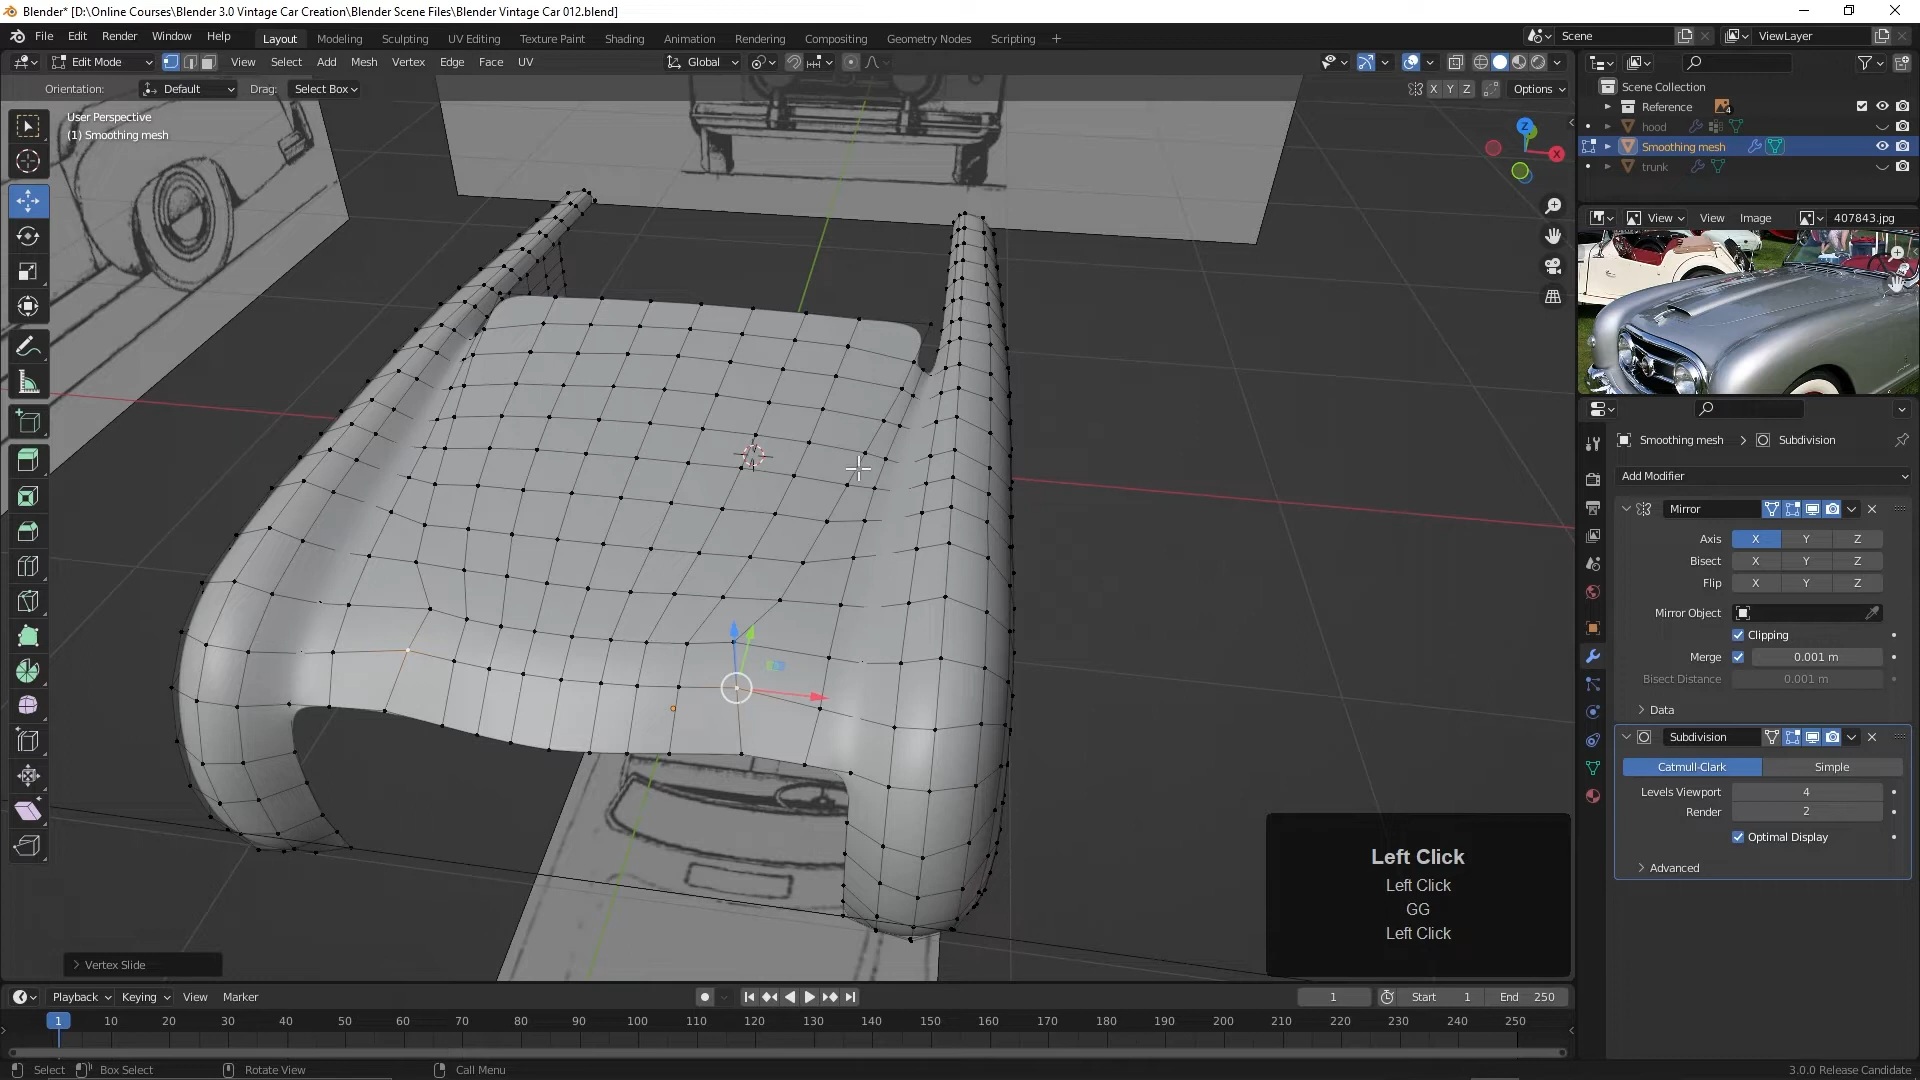 Blender* [D:\Online Courses\Blender 3.0 Vintage Car Creation\Blender Scene Files\Blender Vintage Car 012.blend]
File Edit Render Window Help Layout Modeling Sculpting UV Editing Texture Paint Shading Animation Rendering Compositing Geometry Nodes Scripting + Scene ViewLayer
Edit Mode View Select Add Mesh Vertex Edge Face UV Global
Orientation: Default Drag: Select Box X Y Z Options
User Perspective
(1) Smoothing mesh
Z
X
Scene Collection
Reference 4
hood
Smoothing mesh
trunk
View View Image 407843.jpg
Smoothing mesh > Subdivision
Add Modifier
Mirror
Axis X Y Z
Bisect X Y Z
Flip X Y Z
Mirror Object
Clipping
Merge 0.001 m
Bisect Distance 0.001 m
Data
Subdivision
Catmull-Clark Simple
Levels Viewport 4
Render 2
Optimal Display
Advanced
Left Click
Left Click
GG
Left Click
Vertex Slide
Playback Keying View Marker 1 Start 1 End 250
1 10 20 30 40 50 60 70 80 90 100 110 120 130 140 150 160 170 180 190 200 210 220 230 240 250
Select Box Select Rotate View Call Menu 3.0.0 Release Candidate